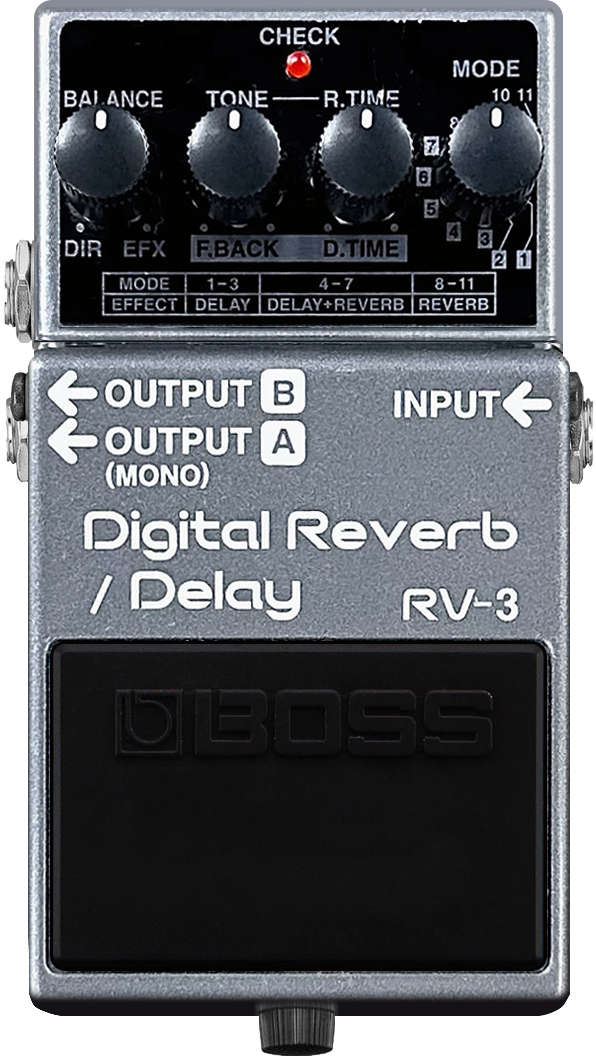 CHECK
MODE
BALANCE TONE R.TIME
10 11
8
7
6
5
4
3
2 1
DIR EFX F.BACK D.TIME
MODE 1-3 4-7 8-11
EFFECT DELAY DELAY+REVERB REVERB
OUTPUT B
INPUT
OUTPUT A
(MONO)
Digital Reverb
/ Delay RV-3
BOSS